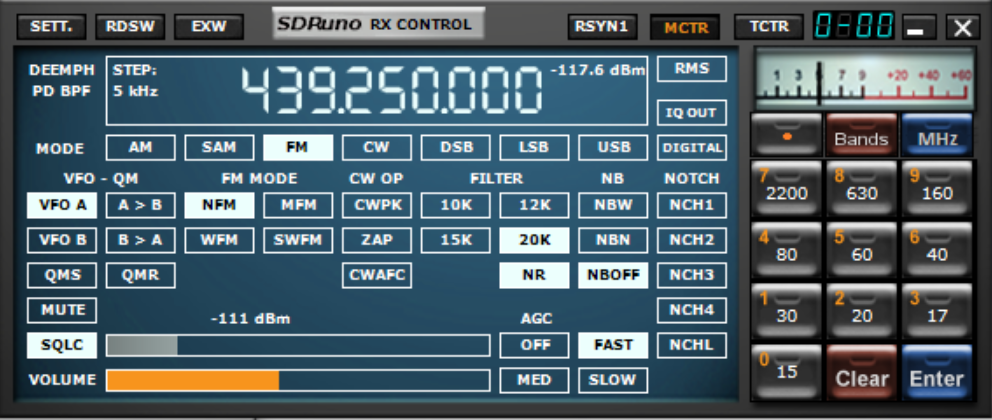 SETT. RDSW EXW SDRuno RX CONTROL RSYN1 MCTR TCTR 0-00
DEEMPH STEP: 439.250.000 -117.6 dBm RMS
PD BPF 5 kHz
IQ OUT
MODE AM SAM FM CW DSB LSB USB DIGITAL
VFO - QM FM MODE CW OP FILTER NB NOTCH
VFO A A > B NFM MFM CWPK 10K 12K NBW NCH1
VFO B B > A WFM SWFM ZAP 15K 20K NBN NCH2
QMS QMR CWAFC NR NBOFF NCH3
MUTE -111 dBm AGC NCH4
SQLC OFF FAST NCHL
VOLUME MED SLOW
1 3 7 9 +20 +40 +60
Bands MHz
7 2200 8 630 9 160
4 80 5 60 6 40
1 30 2 20 3 17
0 15 Clear Enter